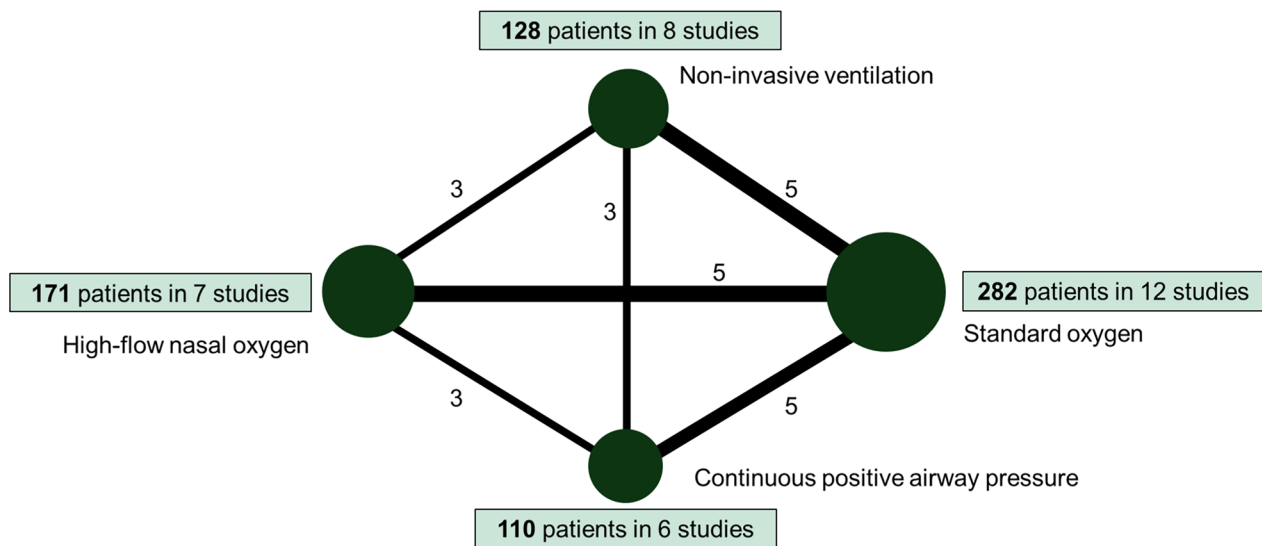 128 patients in 8 studies
Non-invasive ventilation
3
5
3
5
171 patients in 7 studies
282 patients in 12 studies
High-flow nasal oxygen
Standard oxygen
3
5
Continuous positive airway pressure
110 patients in 6 studies